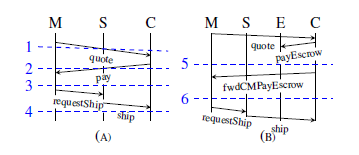 M S C
1
quote
2
pay
3
requestShip
4
ship
(A)
M S E C
quote
payEscrow
5
fwdCMPayEscrow
6
requestShip
ship
(B)